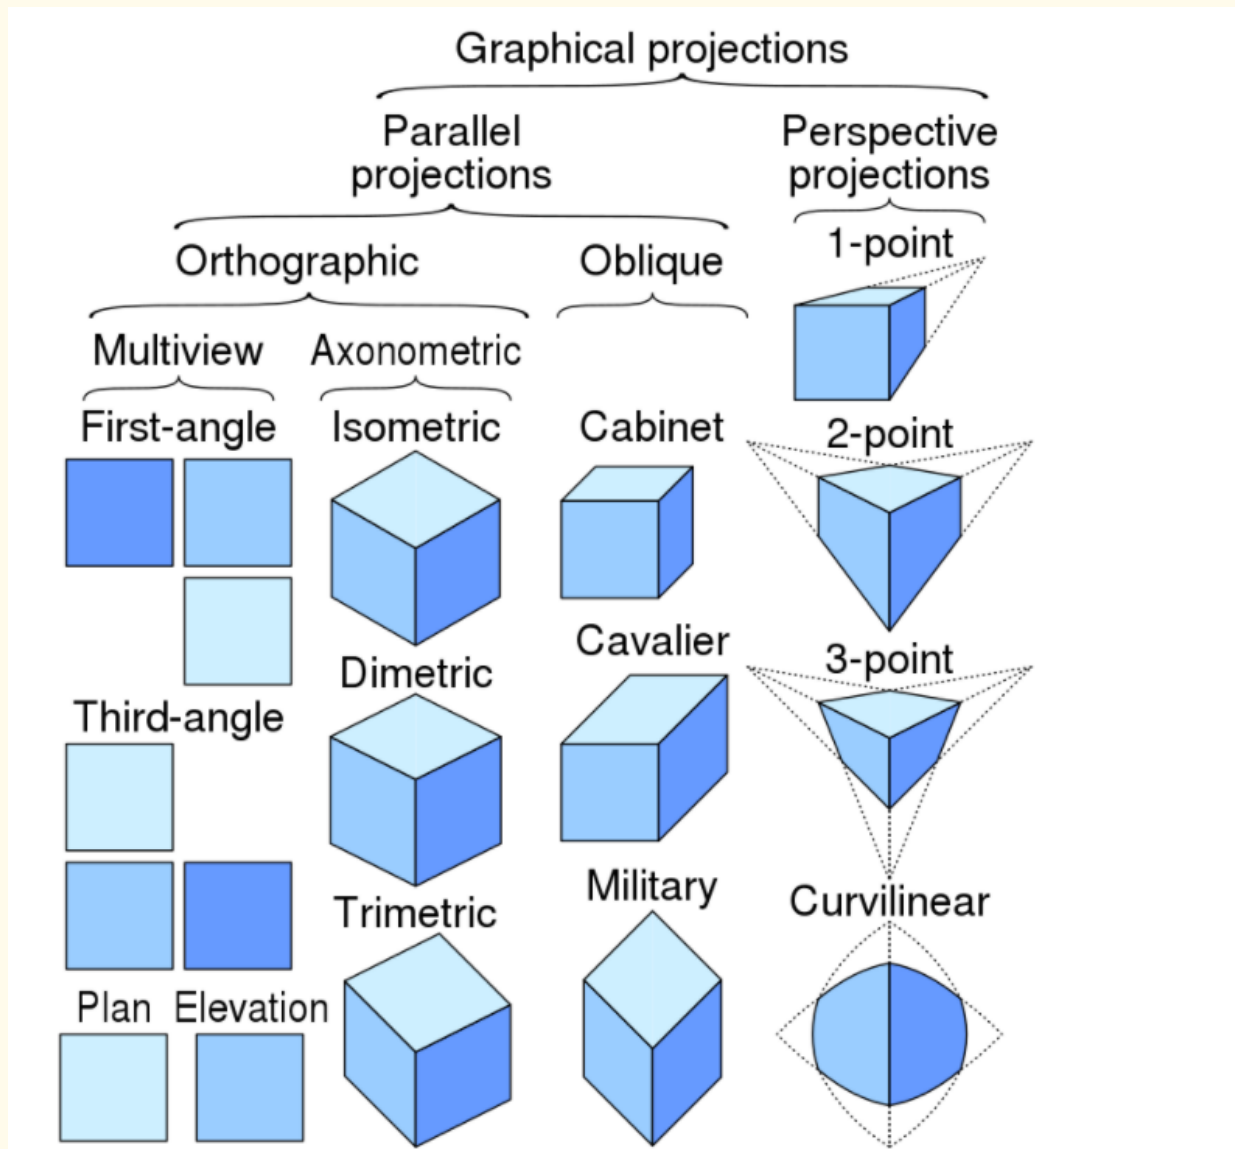 Graphical projections
Parallel
projections
Perspective
projections
Orthographic
Oblique
1-point
Multiview
Axonometric
First-angle
Isometric
Cabinet
2-point
Cavalier
3-point
Dimetric
Third-angle
Military
Curvilinear
Trimetric
Plan
Elevation